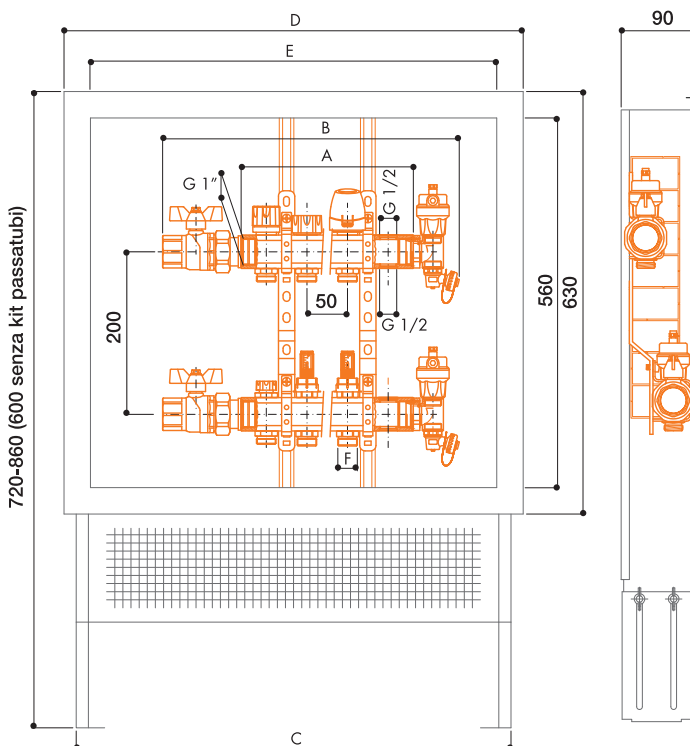 D
90
E
B
A
G 1"
G 1/2
50
G 1/2
200
560
630
720-860 (600 senza kit passatubi)
F
C